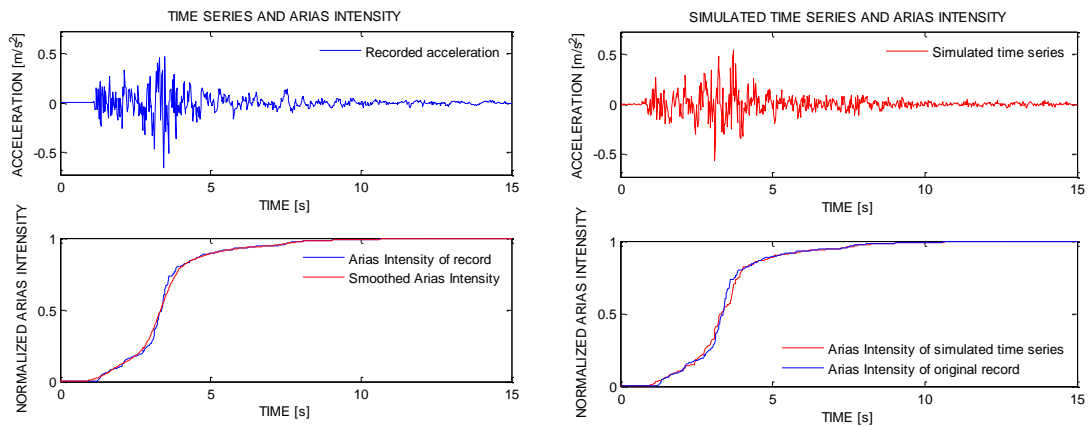 TIME SERIES AND ARIAS INTENSITY
ACCELERATION [m/s²]
0.5
0
-0.5
Recorded acceleration
0 5 10 15
TIME [s]
NORMALIZED ARIAS INTENSITY
1
0.5
0
Arias Intensity of record
Smoothed Arias Intensity
0 5 10 15
TIME [s]
SIMULATED TIME SERIES AND ARIAS INTENSITY
ACCELERATION [m/s²]
0.5
0
-0.5
Simulated time series
0 5 10 15
TIME [s]
NORMALIZED ARIAS INTENSITY
1
0.5
0
Arias Intensity of simulated time series
Arias Intensity of original record
0 5 10 15
TIME [s]